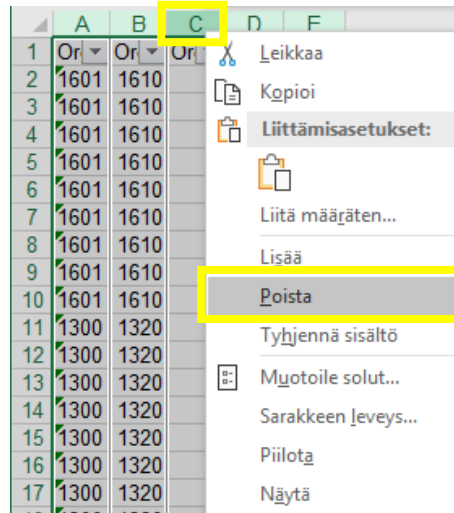 A B C D
1 Or Or Or
2 1601 1610
3 1601 1610
4 1601 1610
5 1601 1610
6 1601 1610
7 1601 1610
8 1601 1610
9 1601 1610
10 1601 1610
11 1300 1320
12 1300 1320
13 1300 1320
14 1300 1320
15 1300 1320
16 1300 1320
17 1300 1320
Leikkaa
Kopioi
Liittämisasetukset:
Liitä määräten...
Lisää
Poista
Tyhjennä sisältö
Muotoile solut...
Sarakkeen leveys...
Piilota
Näytä